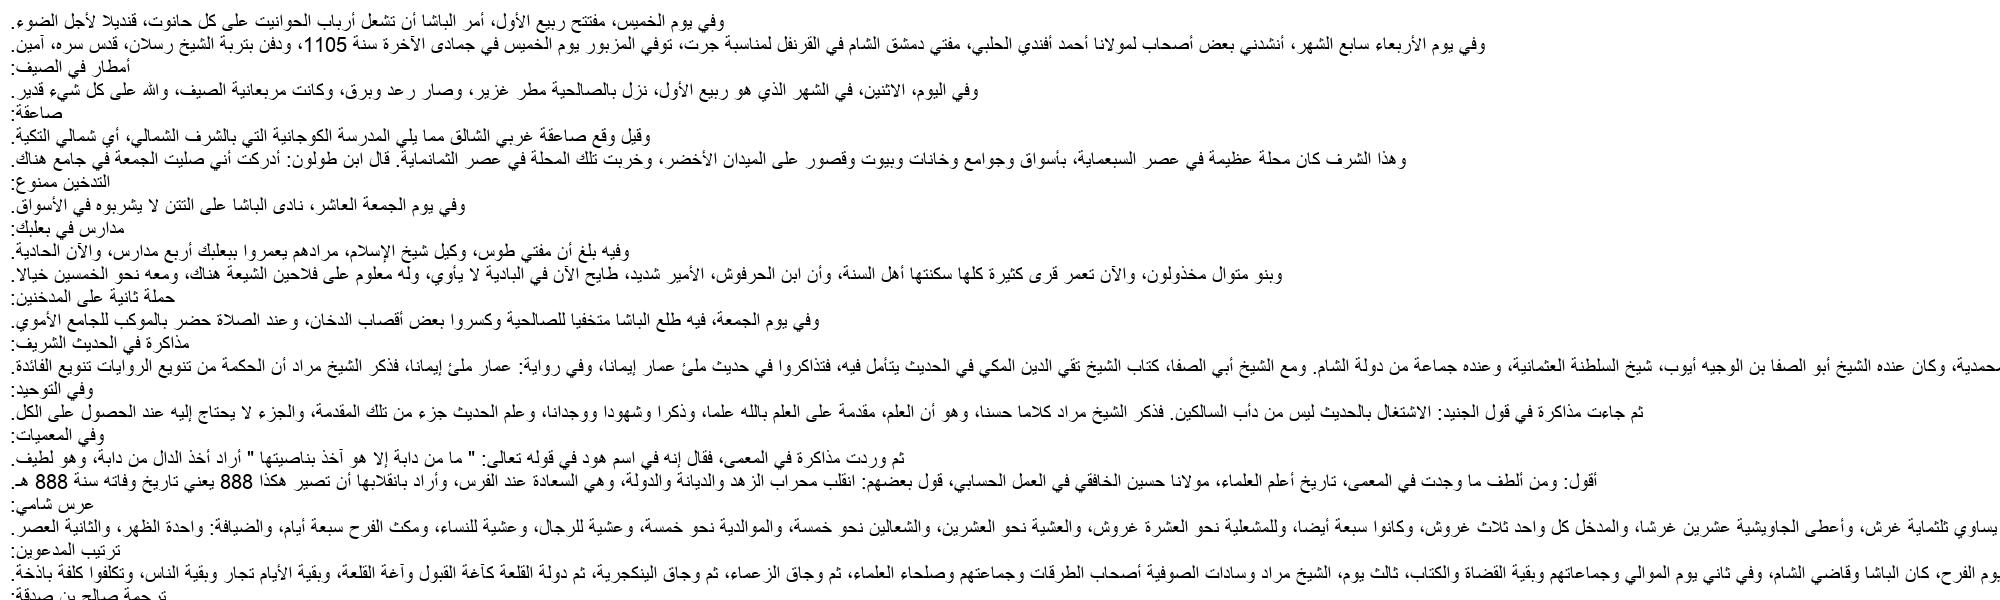 وفي يوم الخميس، مفتتح ربيع الأول، أمر الباشا أن تشعل أرباب الحوانيت على كل حانوت، قنديلا لأجل الضوء.
وفي يوم الأربعاء سابع الشهر، أنشدني بعض أصحاب لمولانا أحمد أفندي الحلبي، مفتي دمشق الشام في القرنفل لمناسبة جرت، توفي المزبور يوم الخميس في جمادى الآخرة سنة 1105، ودفن بتربة الشيخ رسلان، قدس سره، آمين.
أمطار في الصيف:
وفي اليوم، الاثنين، في الشهر الذي هو ربيع الأول، نزل بالصالحية مطر غزير، وصار رعد وبرق، وكانت مربعانية الصيف، والله على كل شيء قدير.
صاعقة:
وقيل وقع صاعقة غربي الشالق مما يلي المدرسة الكوجانية التي بالشرف الشمالي، أي شمالي التكية.
وهذا الشرف كان محلة عظيمة في عصر السبعماية، بأسواق وجوامع وخانات وبيوت وقصور على الميدان الأخضر، وخربت تلك المحلة في عصر الثمانماية. قال ابن طولون: أدركت أني صليت الجمعة في جامع هناك.
التدخين ممنوع:
وفي يوم الجمعة العاشر، نادى الباشا على التتن لا يشربوه في الأسواق.
مدارس في بعلبك:
وفيه بلغ أن مفتي طوس، وكيل شيخ الإسلام، مرادهم يعمروا ببعلبك أربع مدارس، والآن الحادية.
وبنو متوال مخذولون، والآن تعمر قرى كثيرة كلها سكنتها أهل السنة، وأن ابن الحرفوش، الأمير شديد، طايح الآن في البادية لا يأوي، وله معلوم على فلاحين الشيعة هناك، ومعه نحو الخمسين خيالا.
حملة ثانية على المدخنين:
وفي يوم الجمعة، فيه طلع الباشا متخفيا للصالحية وكسروا بعض أقصاب الدخان، وعند الصلاة حضر بالموكب للجامع الأموي.
مذاكرة في الحديث الشريف:
محمدية، وكان عنده الشيخ أبو الصفا بن الوجيه أيوب، شيخ السلطنة العثمانية، وعنده جماعة من دولة الشام. ومع الشيخ أبي الصفا، كتاب الشيخ تقي الدين المكي في الحديث يتأمل فيه، فتذاكروا في حديث ملئ عمار إيمانا، وفي رواية: عمار ملئ إيمانا، فذكر الشيخ مراد أن الحكمة من تنويع الروايات تنويع الفائدة.
وفي التوحيد:
ثم جاءت مذاكرة في قول الجنيد: الاشتغال بالحديث ليس من دأب السالكين. فذكر الشيخ مراد كلاما حسنا، وهو أن العلم، مقدمة على العلم بالله علما، وذكرا وشهودا ووجدانا، وعلم الحديث جزء من تلك المقدمة، والجزء لا يحتاج إليه عند الحصول على الكل.
وفي المعميات:
ثم وردت مذاكرة في المعمى، فقال إنه في اسم هود في قوله تعالى: " ما من دابة إلا هو آخذ بناصيتها " أراد أخذ الدال من دابة، وهو لطيف.
أقول: ومن ألطف ما وجدت في المعمى، تاريخ أعلم العلماء، مولانا حسين الخافقي في العمل الحسابي، قول بعضهم: انقلب محراب الزهد والديانة والدولة، وهي السعادة عند الفرس، وأراد بانقلابها أن تصير هكذا 888 يعني تاريخ وفاته سنة 888 هـ.
عرس شامي:
يساوي ثلثماية غرش، وأعطى الجاويشية عشرين غرشا، والمدخل كل واحد ثلاث غروش، وكانوا سبعة أيضا، وللمشعلية نحو العشرة غروش، والعشية نحو العشرين، والشعالين نحو خمسة، والموالدية نحو خمسة، وعشية للرجال، وعشية للنساء، ومكث الفرح سبعة أيام، والضيافة: واحدة الظهر، والثانية العصر.
ترتيب المدعوين:
يوم الفرح، كان الباشا وقاضي الشام، وفي ثاني يوم الموالي وجماعاتهم وبقية القضاة والكتاب، ثالث يوم، الشيخ مراد وسادات الصوفية أصحاب الطرقات وجماعتهم وصلحاء العلماء، ثم وجاق الزعماء، ثم وجاق الينكجرية، ثم دولة القلعة كآغة القبول وآغة القلعة، وبقية الأيام تجار وبقية الناس، وتكلفوا كلفة باذخة.
ترجمة صالح بن صدقة: